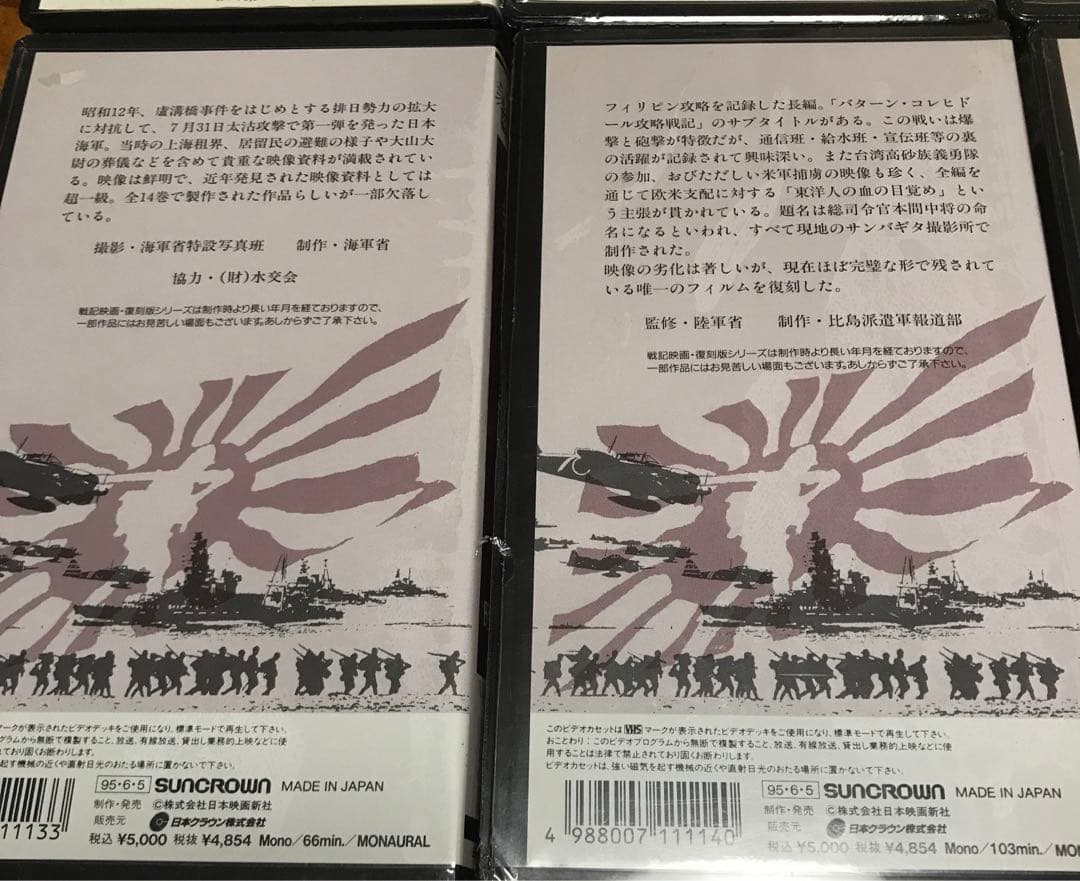 昭和12年、盧溝橋事件をはじめとする排日勢力の拡大
に対抗して、7月31日太沽攻撃で第一弾を発った日本
海軍。当時の上海租界、居留民の避難の様子や大山大
尉の葬儀などを含めて貴重な映像資料が満載されてい
る。映像は鮮明で、近年発見された映像資料としては
超一級。全14巻で製作された作品らしいが一部欠落し
ている。
撮影・海軍省特設写真班 制作・海軍省
協力・(財)水交会
戦記映画・復刻版シリーズは制作時より長い年月を経ておりますので、
一部作品にはお見苦しい場面もございます。あしからずご了承下さい。
マークが表示されたビデオデッキをご使用になり、標準モードで再生して下さい。
グラムから無断で複製すること、放送、有線放送、貸出し業務的上映などに使
れており固くお断わりします。
起す機械の近くや直射日光のおたる場所に置かないで下さい。
11133
95・6・5 SUNCROWN MADE IN JAPAN
制作・発売 ©株式会社日本映画新社
販売元 日本クラウン株式会社
税込 ¥5,000 税抜 ¥4,854 Mono/66min./MONAURAL
フィリピン攻略を記録した長編。「バターン・コレヒド
ール攻略戦記」のサブタイトルがある。この戦いは爆
撃と砲撃が特徴だが、通信班・給水班・宣伝班等の裏
の活躍が記録されて興味深い。また台湾高砂族義勇隊
の参加、おびただしい米軍捕虜の映像も珍く、全編を
通じて欧米支配に対する「東洋人の血の目覚め」とい
う主張が貫かれている。題名は総司令官本間中将の命
名になるといわれ、すべて現地のサンパギタ撮影所で
制作された。
映像の劣化は著しいが、現在ほぼ完璧な形で残されて
いる唯一のフィルムを復刻した。
監修・陸軍省 制作・比島派遣軍報道部
戦記映画・復刻版シリーズは制作時より長い年月を経ておりますので、
一部作品にはお見苦しい場面もございます。あしからずご了承下さい。
このビデオカセットは VHS マークが表示されたビデオデッキをご使用になり、標準モードで再生して下さい。
おことわり:このビデオプログラムから無断で複製すること、放送、有線放送、貸出し業務的上映などに使
用することは法律で禁止されており固くお断わりします。
ビデオカセットは、強い磁気を起す機械の近くや直射日光のおたる場所に置かないで下さい。
4 988007 111140
95・6・5 SUNCROWN MADE IN JAPAN
制作・発売 ©株式会社日本映画新社
販売元 日本クラウン株式会社
税込 ¥5,000 税抜 ¥4,854 Mono/103min./MO